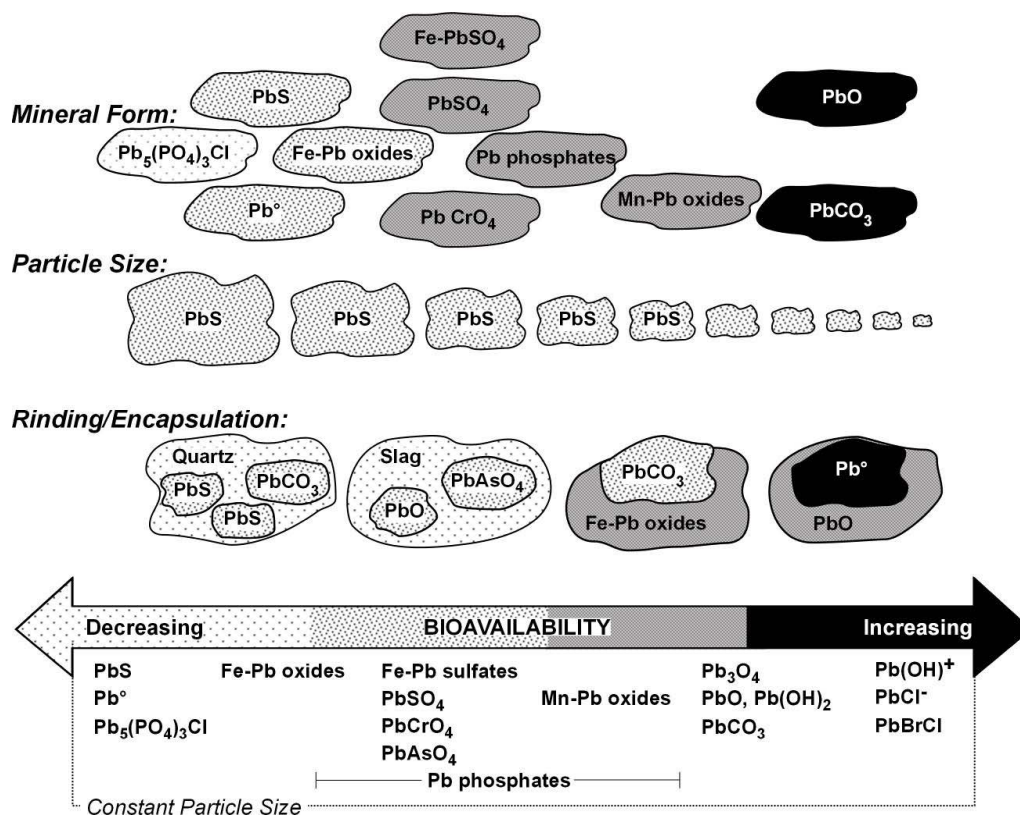 Fe-PbSO₄
PbS
PbSO₄
PbO
Mineral Form:
Pb₅(PO₄)₃Cl
Fe-Pb oxides
Pb phosphates
Pb°
Pb CrO₄
Mn-Pb oxides
PbCO₃
Particle Size:
PbS PbS PbS PbS PbS
Rinding/Encapsulation:
Quartz
PbS
PbCO₃
PbS
Slag
PbAsO₄
PbO
PbCO₃
Fe-Pb oxides
Pb°
PbO
Decreasing BIOAVAILABILITY Increasing
PbS Fe-Pb oxides Fe-Pb sulfates Pb₃O₄ Pb(OH)⁺
Pb° PbSO₄ Mn-Pb oxides PbO, Pb(OH)₂ PbCl⁻
Pb₅(PO₄)₃Cl PbCrO₄ PbCO₃ PbBrCl
PbAsO₄
Pb phosphates
Constant Particle Size